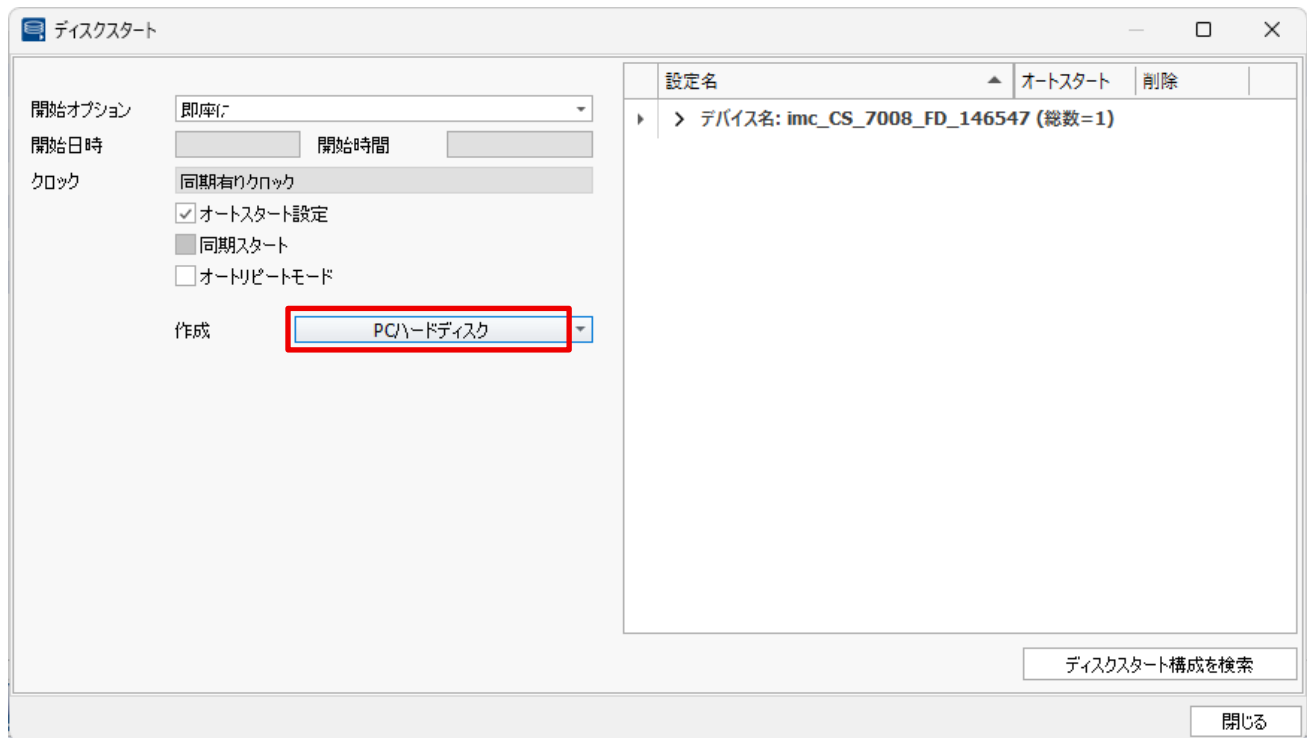 ディスクスタート
開始オプション 即座に
開始日時 開始時間
クロック 同期有りクロック
オートスタート設定
同期スタート
オートリピートモード
作成 PCハードディスク
設定名 オートスタート 削除
デバイス名: imc_CS_7008_FD_146547 (総数=1)
ディスクスタート構成を検索
閉じる